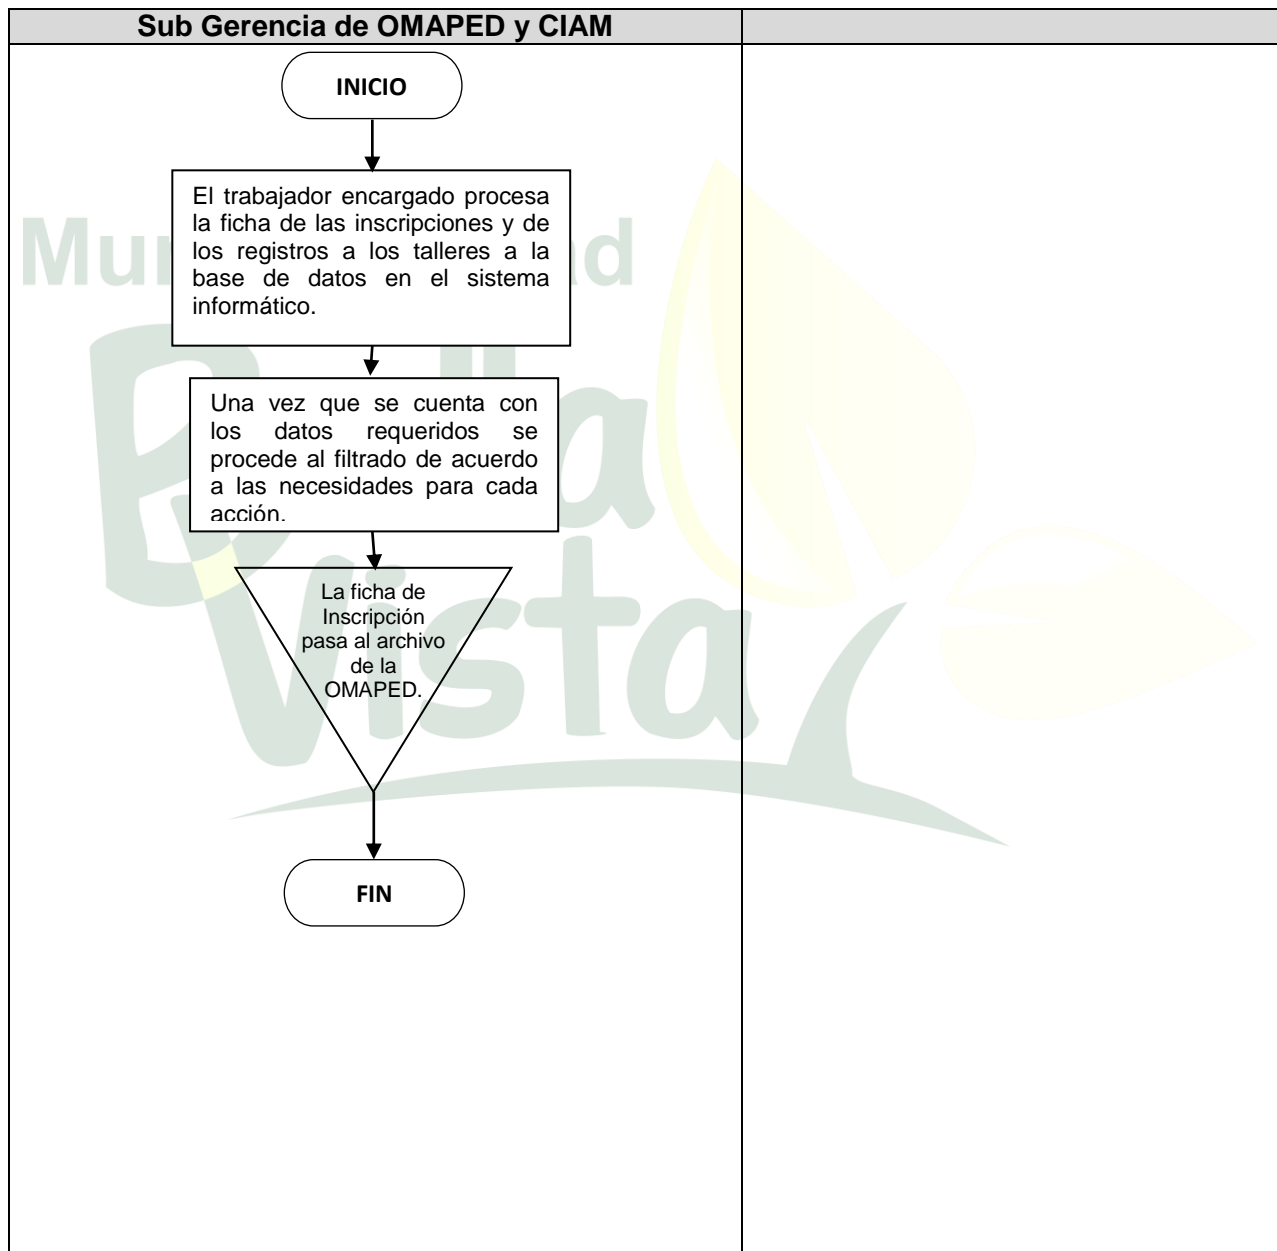 Sub Gerencia de OMAPED y CIAM
INICIO
El trabajador encargado procesa
la ficha de las inscripciones y de
los registros a los talleres a la
base de datos en el sistema
informático.
Una vez que se cuenta con
los datos requeridos se
procede al filtrado de acuerdo
a las necesidades para cada
acción.
La ficha de
Inscripción
pasa al archivo
de la
OMAPED.
FIN
Vista